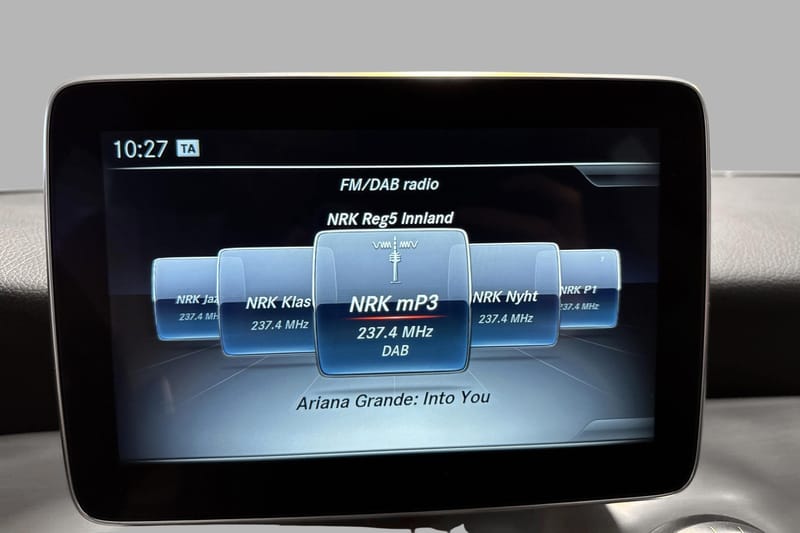 10:27 TA
FM/DAB radio
NRK Reg5 Innland
NRK Jaz
237.4 MH
NRK Klas
237.4 MHz
NRK mP3
237.4 MHz
DAB
NRK Nyht
237.4 MHz
NRK P1
237.4 MHz
Ariana Grande: Into You